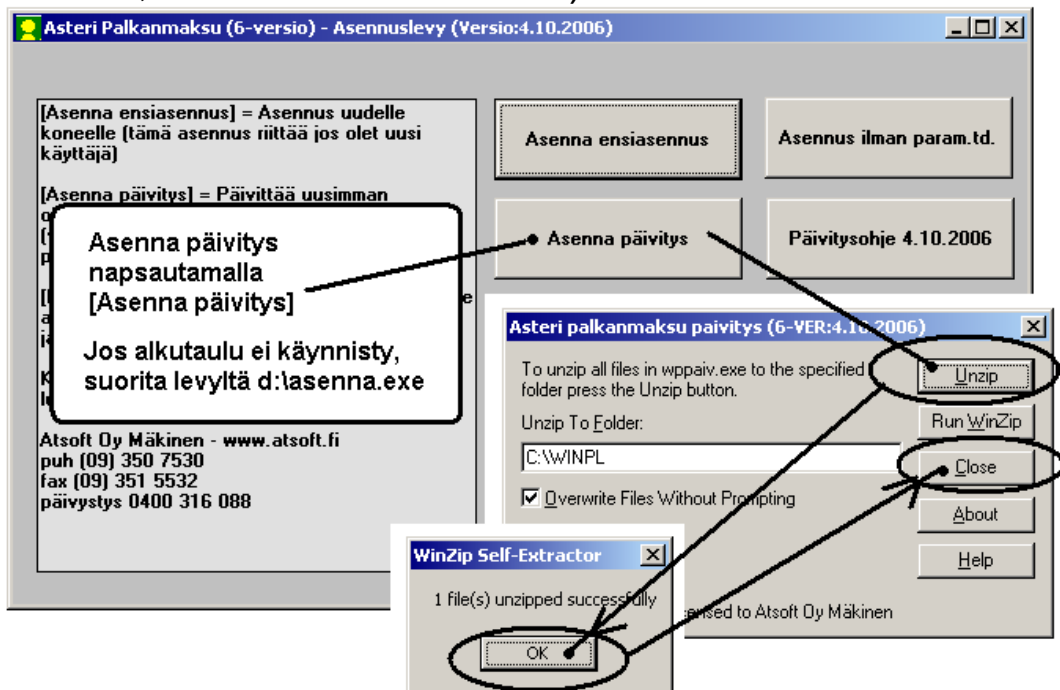 Asteri Palkanmaksu (6-versio) - Asennuslevy (Versio:4.10.2006)
[Asenna ensiasennus] = Asennus uudelle
koneelle (tämä asennus riittää jos olet uusi
käyttäjä)
[Asenna päivitys] = Päivittää uusimman
Asenna ensiasennus
Asennus ilman param.td.
Asenna päivitys
Päivitysohje 4.10.2006
Asenna päivitys
napsautamalla
[Asenna päivitys]
Jos alkutaulu ei käynnisty,
suorita levyltä d:\asenna.exe
Atsoft Oy Mäkinen - www.atsoft.fi
puh (09) 350 7530
fax (09) 351 5532
päivystys 0400 316 088
Asteri palkanmaksu paivitys (6-VER:4.10.2006)
To unzip all files in wppaiv.exe to the specified
folder press the Unzip button.
Unzip To Folder:
C:\WINPL
Overwrite Files Without Prompting
Unzip
Run WinZip
Close
About
Help
to Atsoft Oy Mäkinen
WinZip Self-Extractor
1 file(s) unzipped successfully
OK